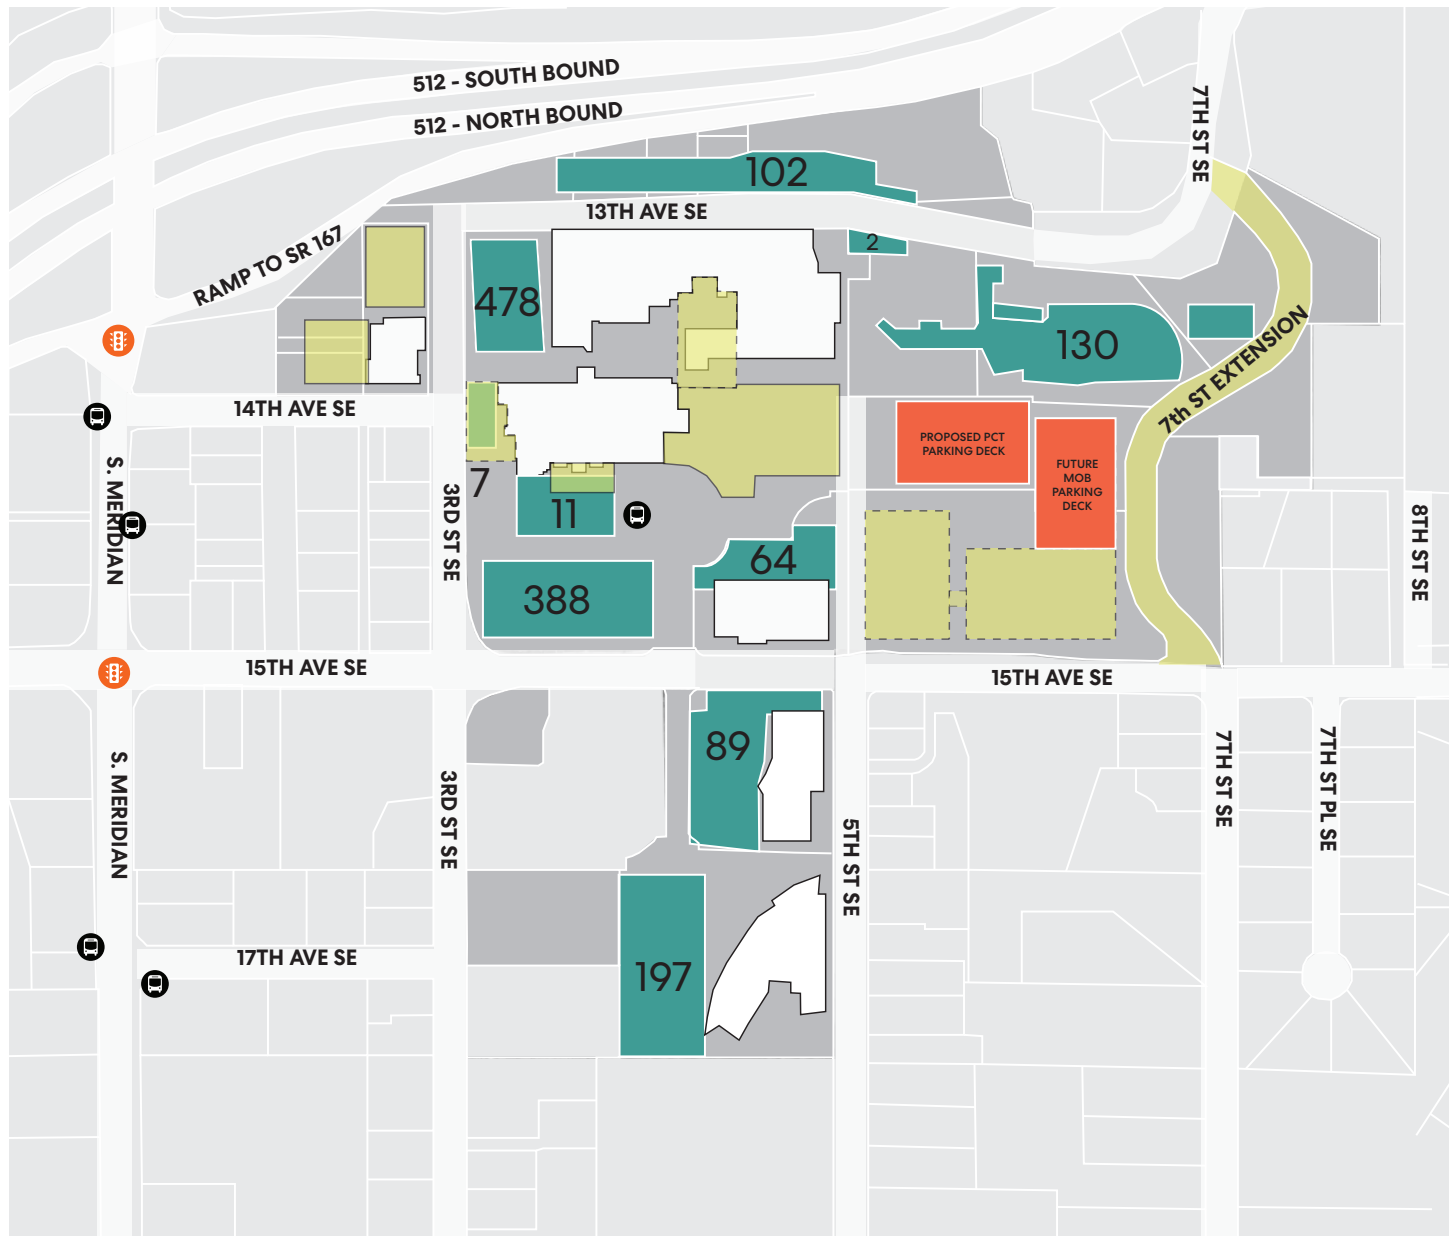 512 - SOUTH BOUND
512 - NORTH BOUND
7TH ST SE
102
13TH AVE SE
RAMP TO SR 167
2
478
130
7th ST EXTENSION
14TH AVE SE
PROPOSED PCT
PARKING DECK
FUTURE
MOB
PARKING
DECK
S. MERIDIAN
3RD ST SE
7
11
8TH ST SE
64
388
15TH AVE SE
15TH AVE SE
S. MERIDIAN
3RD ST SE
89
5TH ST SE
7TH ST SE
7TH ST PL SE
17TH AVE SE
197